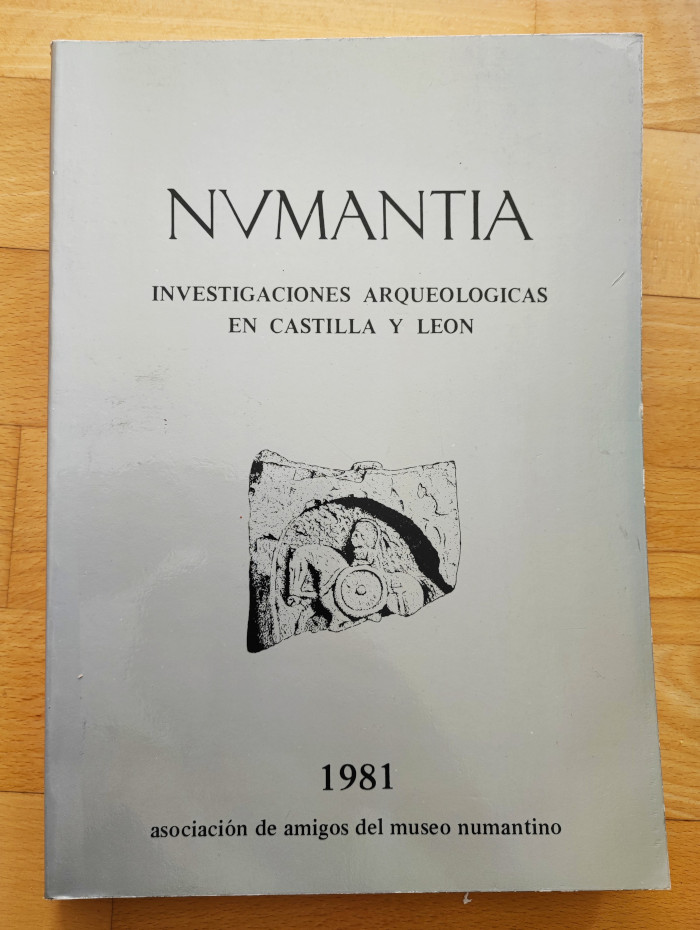 NVMANTIA
INVESTIGACIONES ARQUEOLOGICAS
EN CASTILLA Y LEON
1981
asociación de amigos del museo numantino